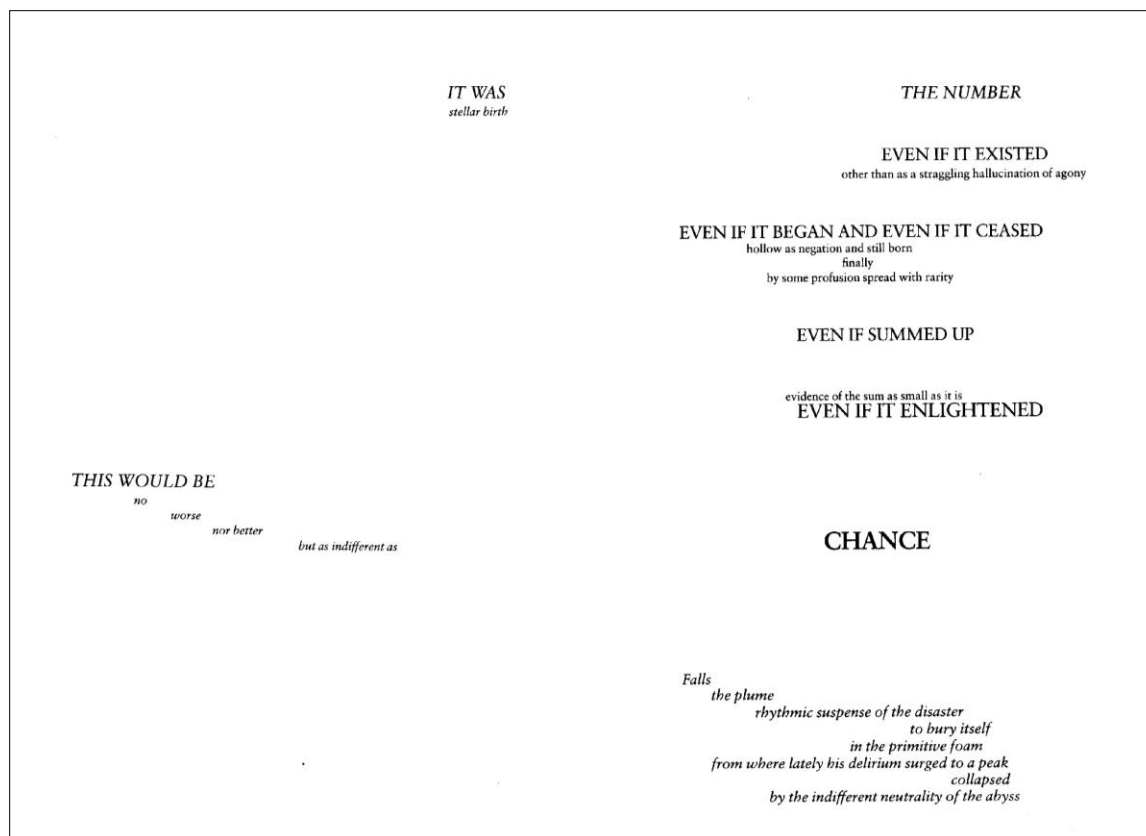 IT WAS
stellar birth
THE NUMBER
EVEN IF IT EXISTED
other than as a straggling hallucination of agony
EVEN IF IT BEGAN AND EVEN IF IT CEASED
hollow as negation and still born
finally
by some profusion spread with rarity
EVEN IF SUMMED UP
evidence of the sum as small as it is
EVEN IF IT ENLIGHTENED
THIS WOULD BE
no
worse
nor better
but as indifferent as
CHANCE
Falls
the plume
rhythmic suspense of the disaster
to bury itself
in the primitive foam
from where lately his delirium surged to a peak
collapsed
by the indifferent neutrality of the abyss